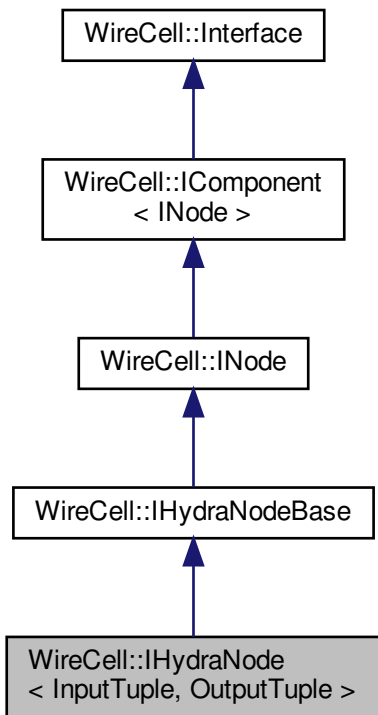 WireCell::Interface
WireCell::IComponent
< INode >
WireCell::INode
WireCell::IHydraNodeBase
WireCell::IHydraNode
< InputTuple, OutputTuple >